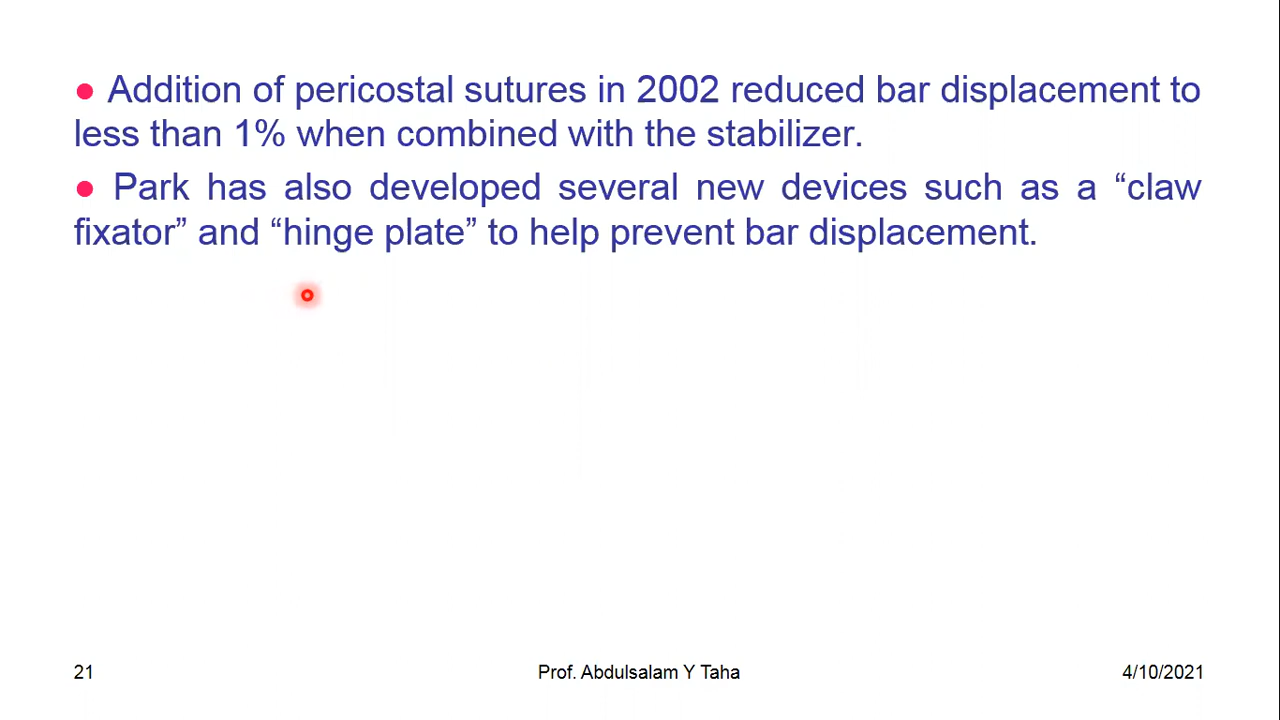 ● Addition of pericostal sutures in 2002 reduced bar displacement to
less than 1% when combined with the stabilizer.
● Park has also developed several new devices such as a “claw
fixator” and “hinge plate” to help prevent bar displacement.
21 Prof. Abdulsalam Y Taha 4/10/2021